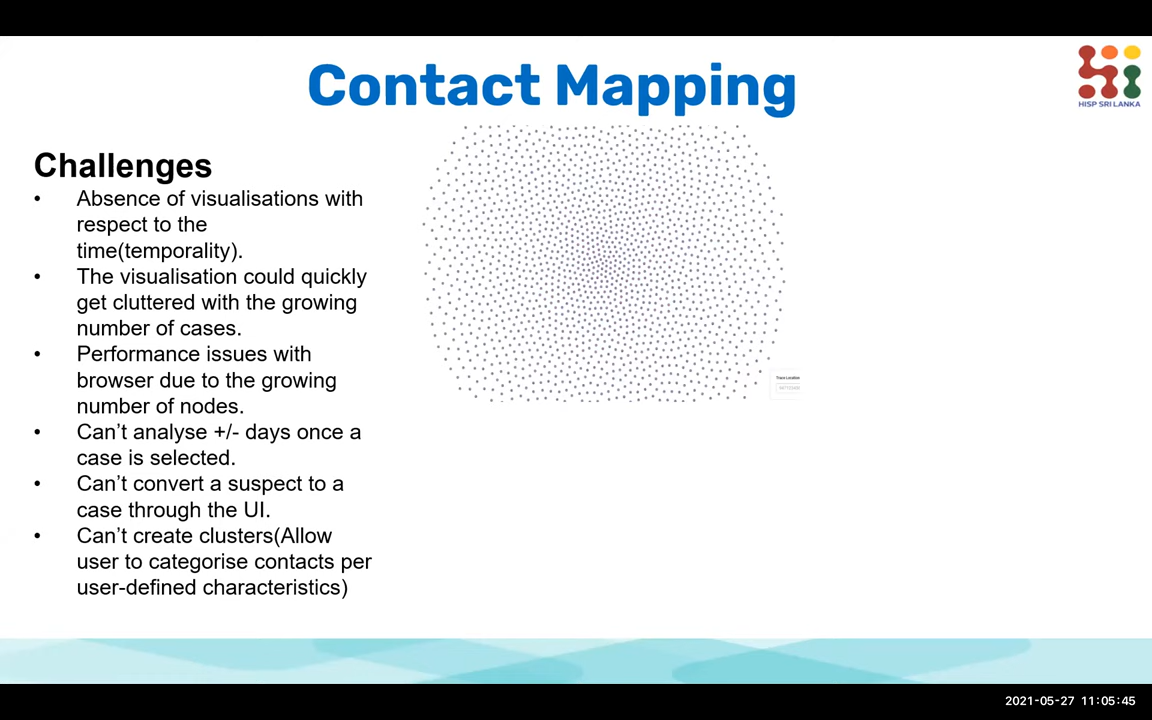 Contact Mapping
HISP SRI LANKA
Challenges
• Absence of visualisations with
respect to the
time(temporality).
• The visualisation could quickly
get cluttered with the growing
number of cases.
• Performance issues with
browser due to the growing
number of nodes.
• Can’t analyse +/- days once a
case is selected.
• Can’t convert a suspect to a
case through the UI.
• Can’t create clusters(Allow
user to categorise contacts per
user-defined characteristics)
Trace Location
2021-05-27 11:05:45